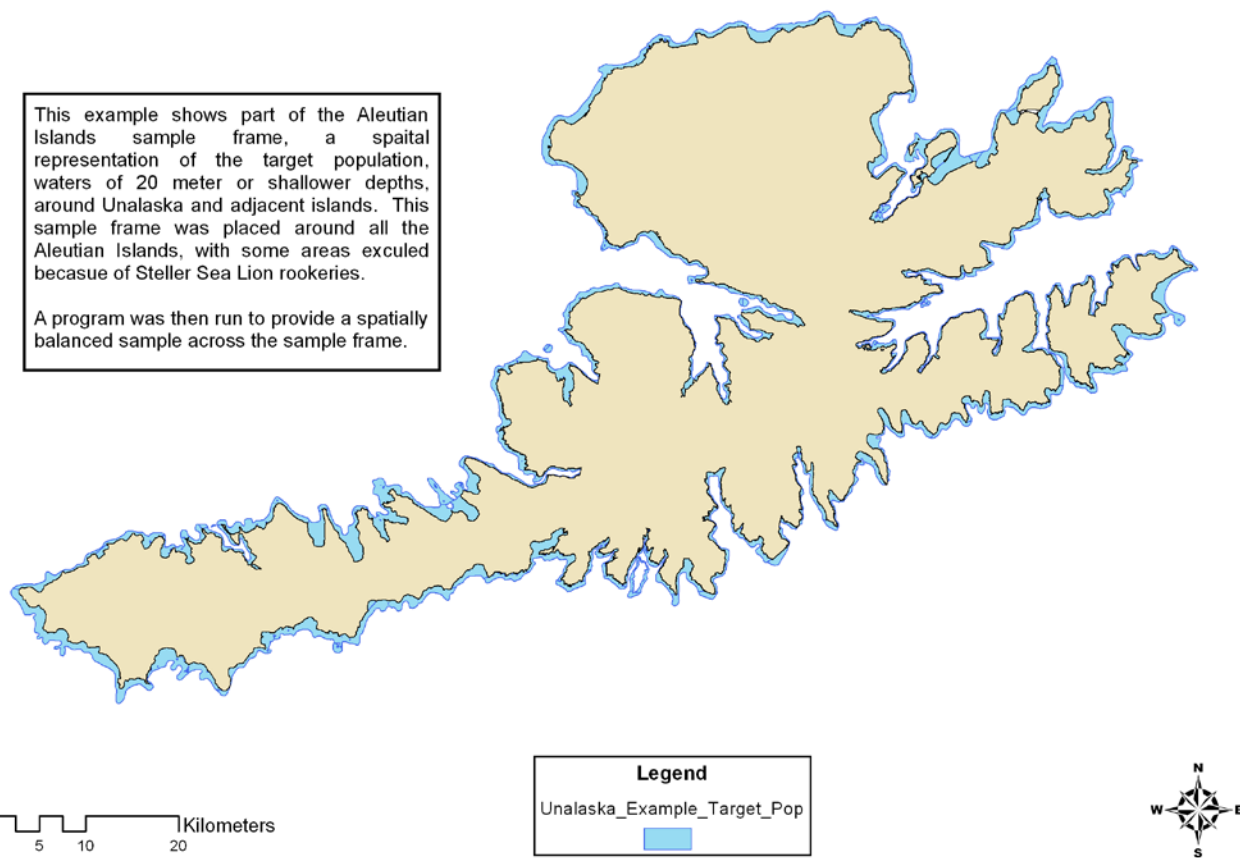 This example shows part of the Aleutian
Islands sample frame, a spaital
representation of the target population,
waters of 20 meter or shallower depths,
around Unalaska and adjacent islands. This
sample frame was placed around all the
Aleutian Islands, with some areas exculed
becasue of Steller Sea Lion rookeries.
A program was then run to provide a spatially
balanced sample across the sample frame.
Legend
Unalaska_Example_Target_Pop
Kilometers
5 10 20
N
W E
S